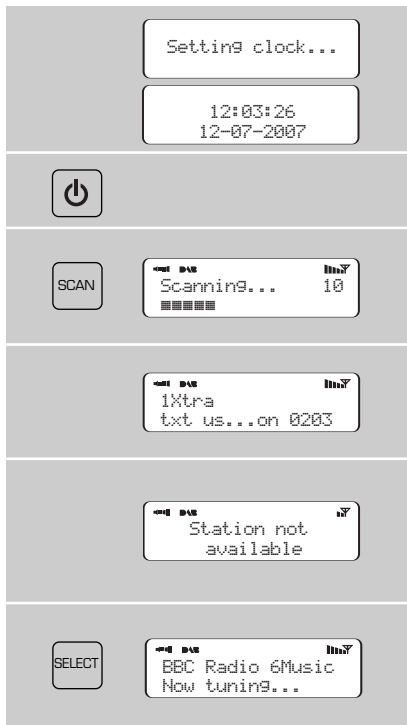 Setting clock...
12:03:26
12-07-2007
SCAN
DAB
Scanning... 10
DAB
1Xtra
txt us...on 0203
DAB
Station not
available
SELECT
DAB
BBC Radio 6Music
Now tuning...